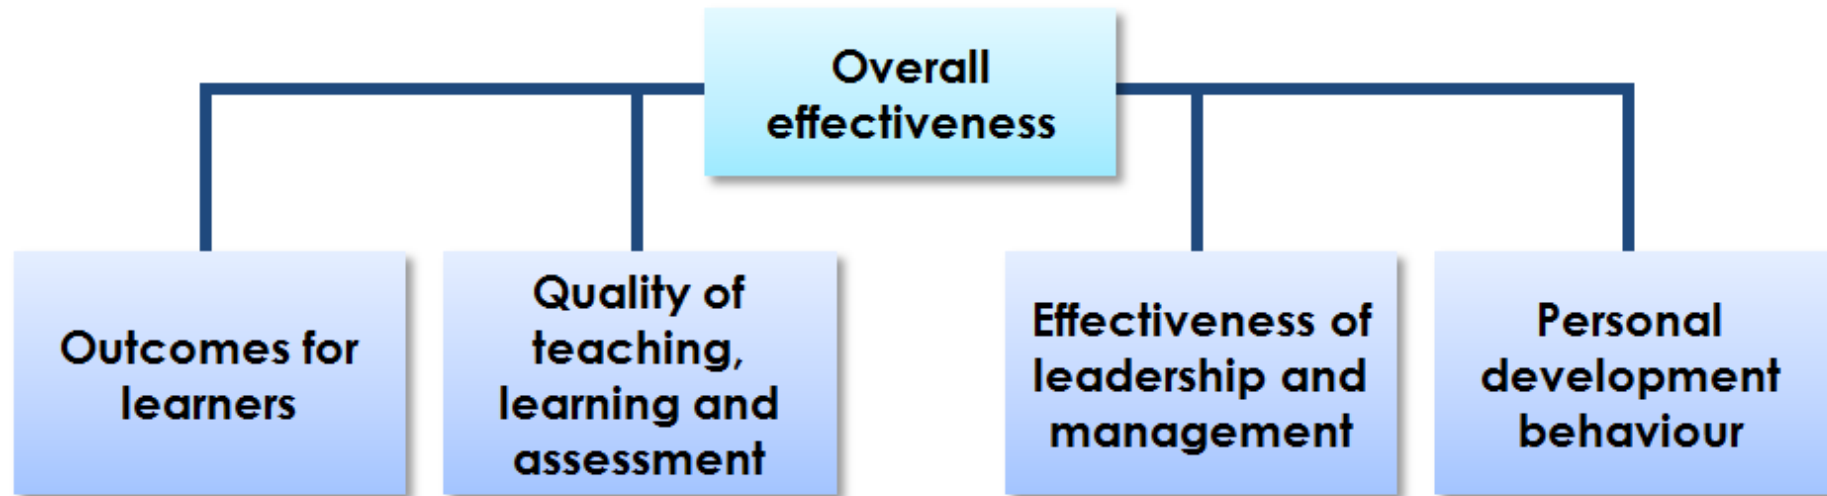 Overall
effectiveness
Outcomes for
learners
Quality of
teaching,
learning and
assessment
Effectiveness of
leadership and
management
Personal
development
behaviour